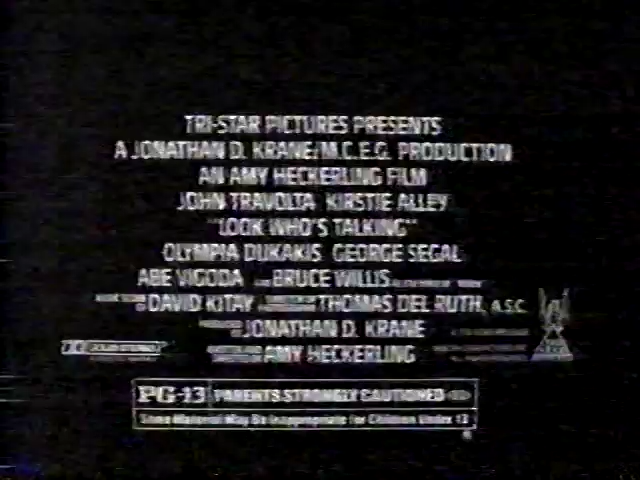 TRI-STAR PICTURES PRESENTS
A JONATHAN D. KRANE/M.C.E.G. PRODUCTION
AN AMY HECKERLING FILM
JOHN TRAVOLTA KIRSTIE ALLEY
"LOOK WHO'S TALKING"
OLYMPIA DUKAKIS GEORGE SEGAL
ABE VIGODA AND BRUCE WILLIS
DAVID KITAY THOMAS DEL RUTH, A.S.C.
JONATHAN D. KRANE
AMY HECKERLING
PG-13 PARENTS STRONGLY CAUTIONED
Some Material May Be Inappropriate for Children Under 13